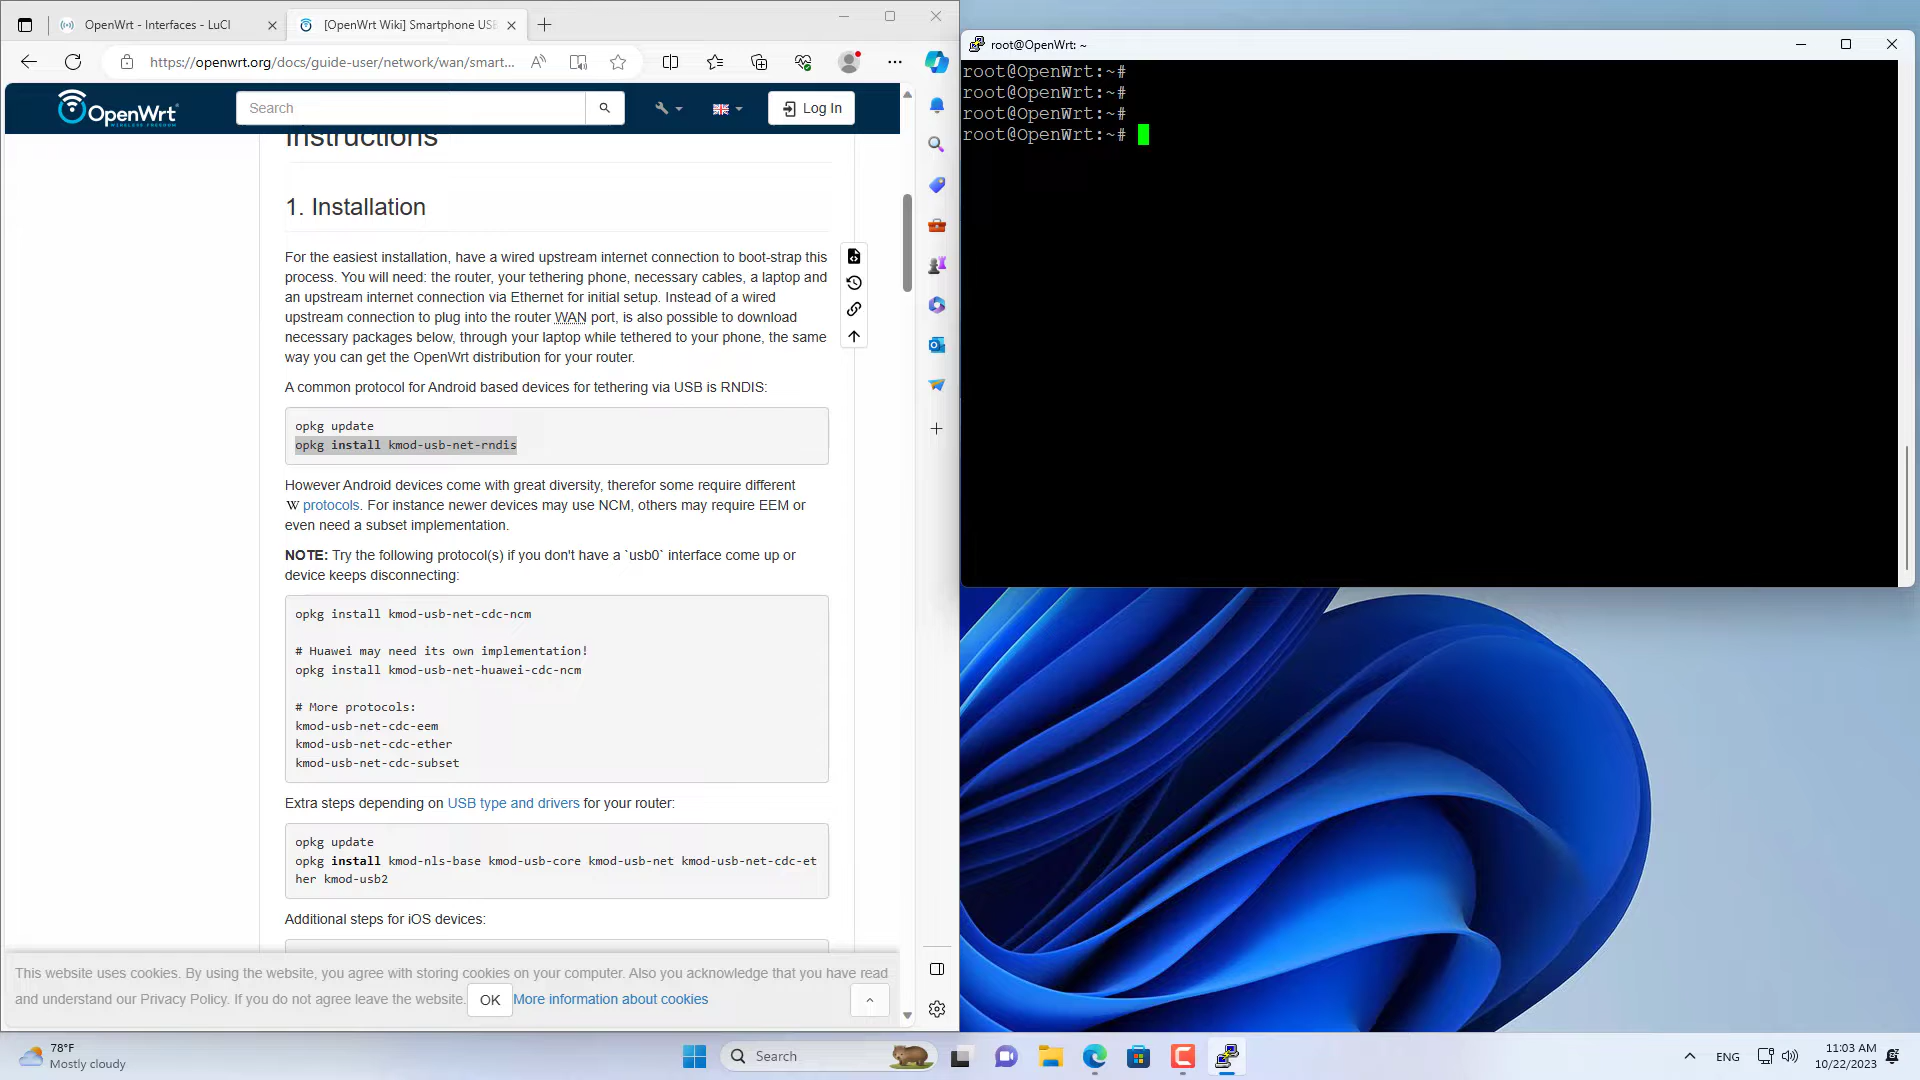 OpenWrt - Interfaces - LuCI
[OpenWrt Wiki] Smartphone USB
https://openwrt.org/docs/guide-user/network/wan/smart...
OpenWrt
WIRELESS FREEDOM
Search
Log In
Instructions
1. Installation
For the easiest installation, have a wired upstream internet connection to boot-strap this
process. You will need: the router, your tethering phone, necessary cables, a laptop and
an upstream internet connection via Ethernet for initial setup. Instead of a wired
upstream connection to plug into the router WAN port, is also possible to download
necessary packages below, through your laptop while tethered to your phone, the same
way you can get the OpenWrt distribution for your router.
A common protocol for Android based devices for tethering via USB is RNDIS:
opkg update
opkg install kmod-usb-net-rndis
However Android devices come with great diversity, therefor some require different
W protocols. For instance newer devices may use NCM, others may require EEM or
even need a subset implementation.
NOTE: Try the following protocol(s) if you don't have a `usb0` interface come up or
device keeps disconnecting:
opkg install kmod-usb-net-cdc-ncm
# Huawei may need its own implementation!
opkg install kmod-usb-net-huawei-cdc-ncm
# More protocols:
kmod-usb-net-cdc-eem
kmod-usb-net-cdc-ether
kmod-usb-net-cdc-subset
Extra steps depending on USB type and drivers for your router:
opkg update
opkg install kmod-nls-base kmod-usb-core kmod-usb-net kmod-usb-net-cdc-et
her kmod-usb2
Additional steps for iOS devices:
This website uses cookies. By using the website, you agree with storing cookies on your computer. Also you acknowledge that you have read
and understand our Privacy Policy. If you do not agree leave the website. OK More information about cookies
root@OpenWrt: ~
root@OpenWrt:~#
root@OpenWrt:~#
root@OpenWrt:~#
root@OpenWrt:~#
78°F
Mostly cloudy
Search
ENG
11:03 AM
10/22/2023